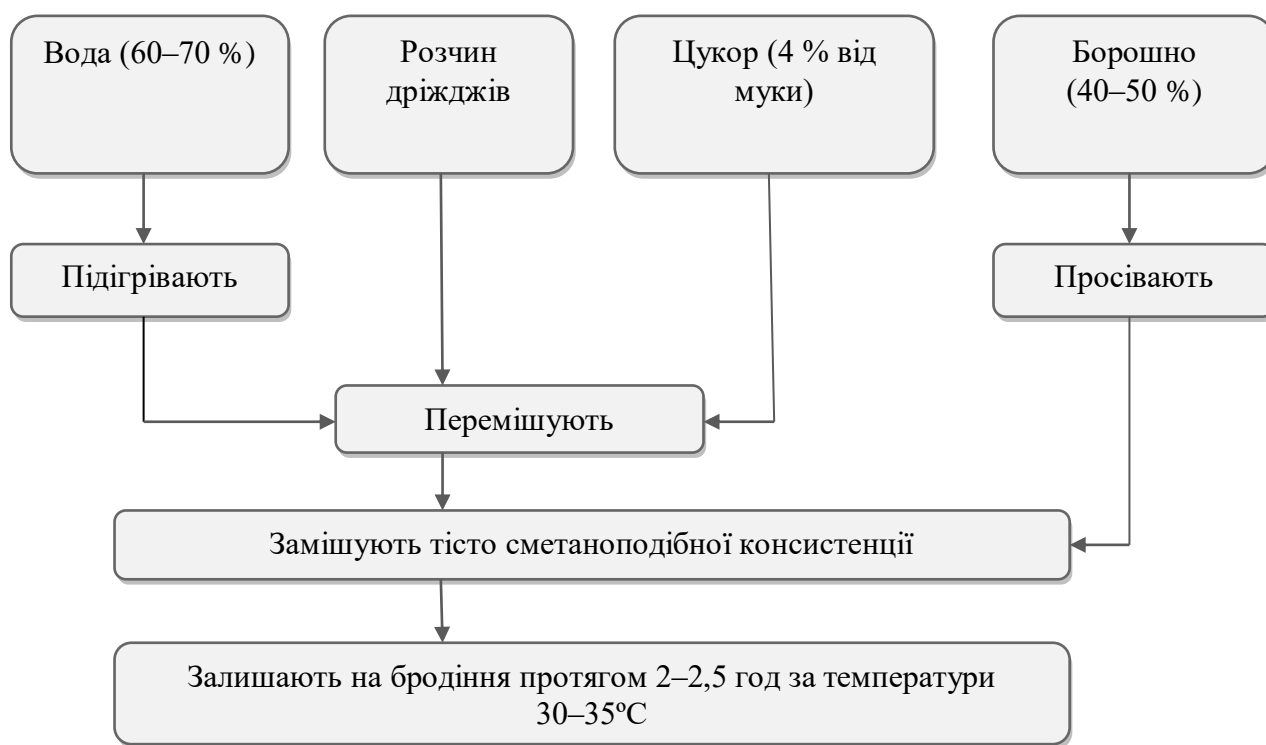 Вода (60–70 %)
Розчин
дріжджів
Цукор (4 % від
муки)
Борошно
(40–50 %)
Підігрівають
Просівають
Перемішують
Замішують тісто сметаноподібної консистенції
Залишають на бродіння протягом 2–2,5 год за температури
30–35ºС